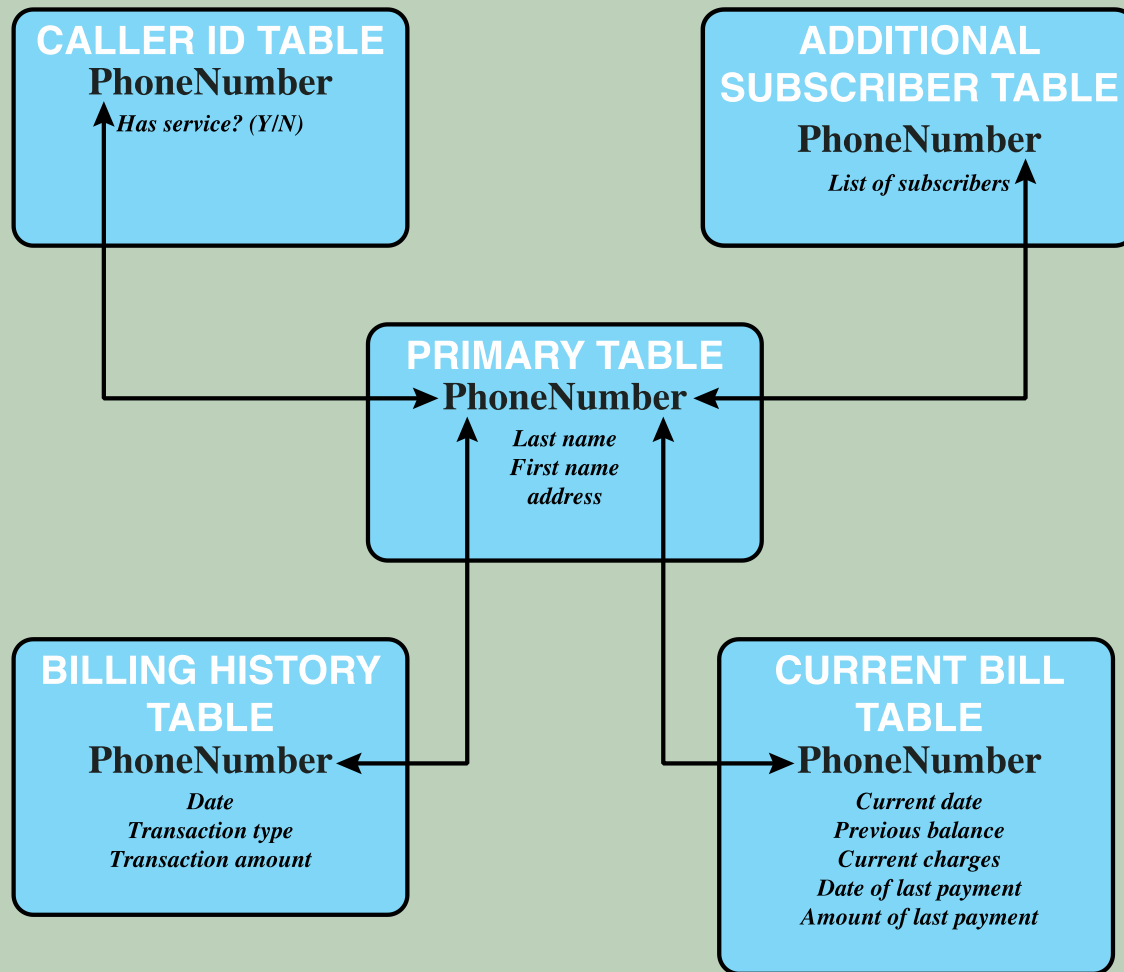 CALLER ID TABLE
PhoneNumber
Has service? (Y/N)
ADDITIONAL
SUBSCRIBER TABLE
PhoneNumber
List of subscribers
PRIMARY TABLE
PhoneNumber
Last name
First name
address
BILLING HISTORY
TABLE
PhoneNumber
Date
Transaction type
Transaction amount
CURRENT BILL
TABLE
PhoneNumber
Current date
Previous balance
Current charges
Date of last payment
Amount of last payment